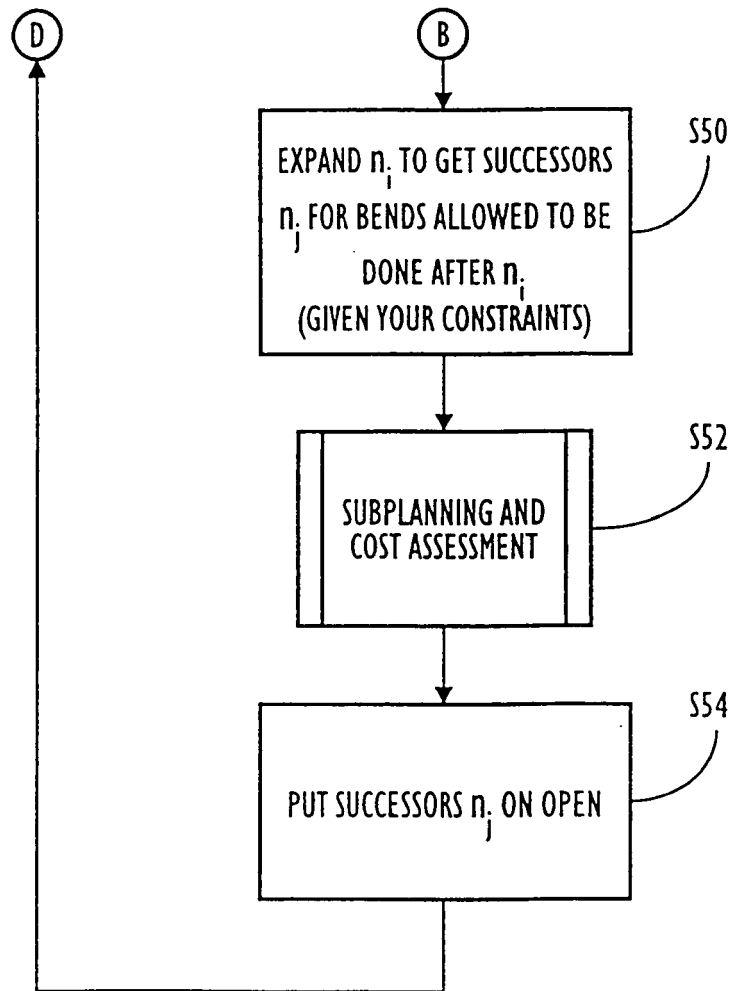 D
B
EXPAND n_i TO GET SUCCESSORS
n_j FOR BENDS ALLOWED TO BE
DONE AFTER n_i
(GIVEN YOUR CONSTRAINTS)
S50
SUBPLANNING AND
COST ASSESSMENT
S52
PUT SUCCESSORS n_j ON OPEN
S54